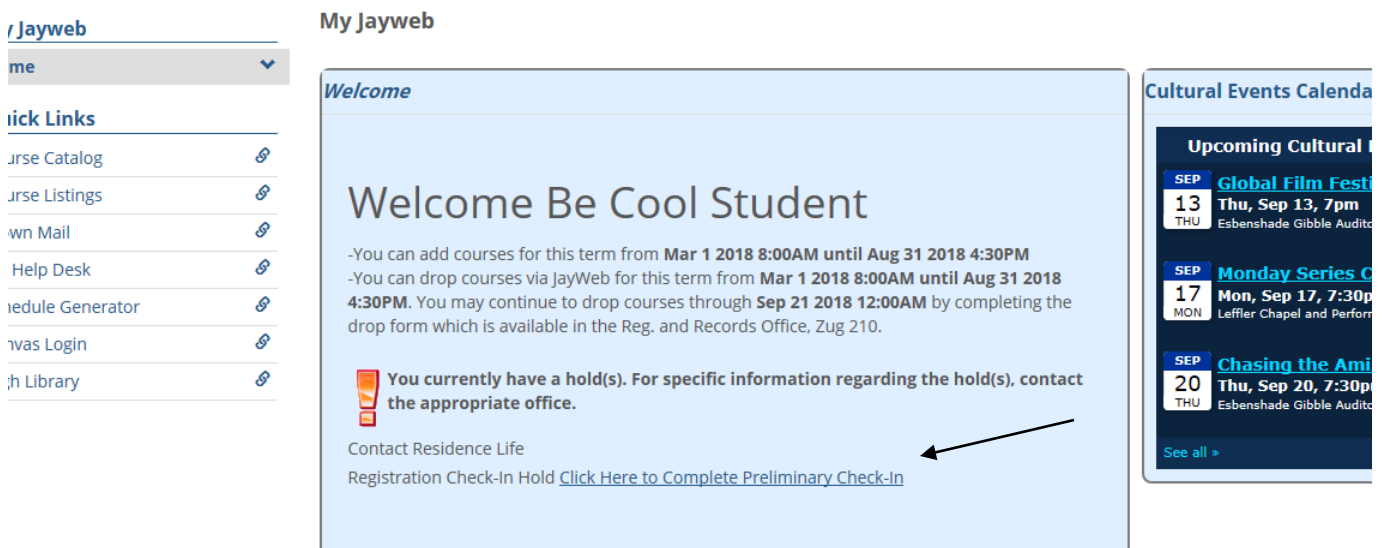 y Jayweb
me
uick Links
urse Catalog
urse Listings
own Mail
Help Desk
hedule Generator
nvas Login
gh Library
My Jayweb
Welcome
Welcome Be Cool Student
-You can add courses for this term from Mar 1 2018 8:00AM until Aug 31 2018 4:30PM
-You can drop courses via JayWeb for this term from Mar 1 2018 8:00AM until Aug 31 2018
4:30PM. You may continue to drop courses through Sep 21 2018 12:00AM by completing the
drop form which is available in the Reg. and Records Office, Zug 210.
You currently have a hold(s). For specific information regarding the hold(s), contact
the appropriate office.
Contact Residence Life
Registration Check-In Hold Click Here to Complete Preliminary Check-In
Cultural Events Calenda
Upcoming Cultural
SEP
13
THU
Global Film Festi
Thu, Sep 13, 7pm
Esbenshade Gibble Audito
SEP
17
MON
Monday Series C
Mon, Sep 17, 7:30p
Leffler Chapel and Perfor
SEP
20
THU
Chasing the Ami
Thu, Sep 20, 7:30p
Esbenshade Gibble Audito
See all »